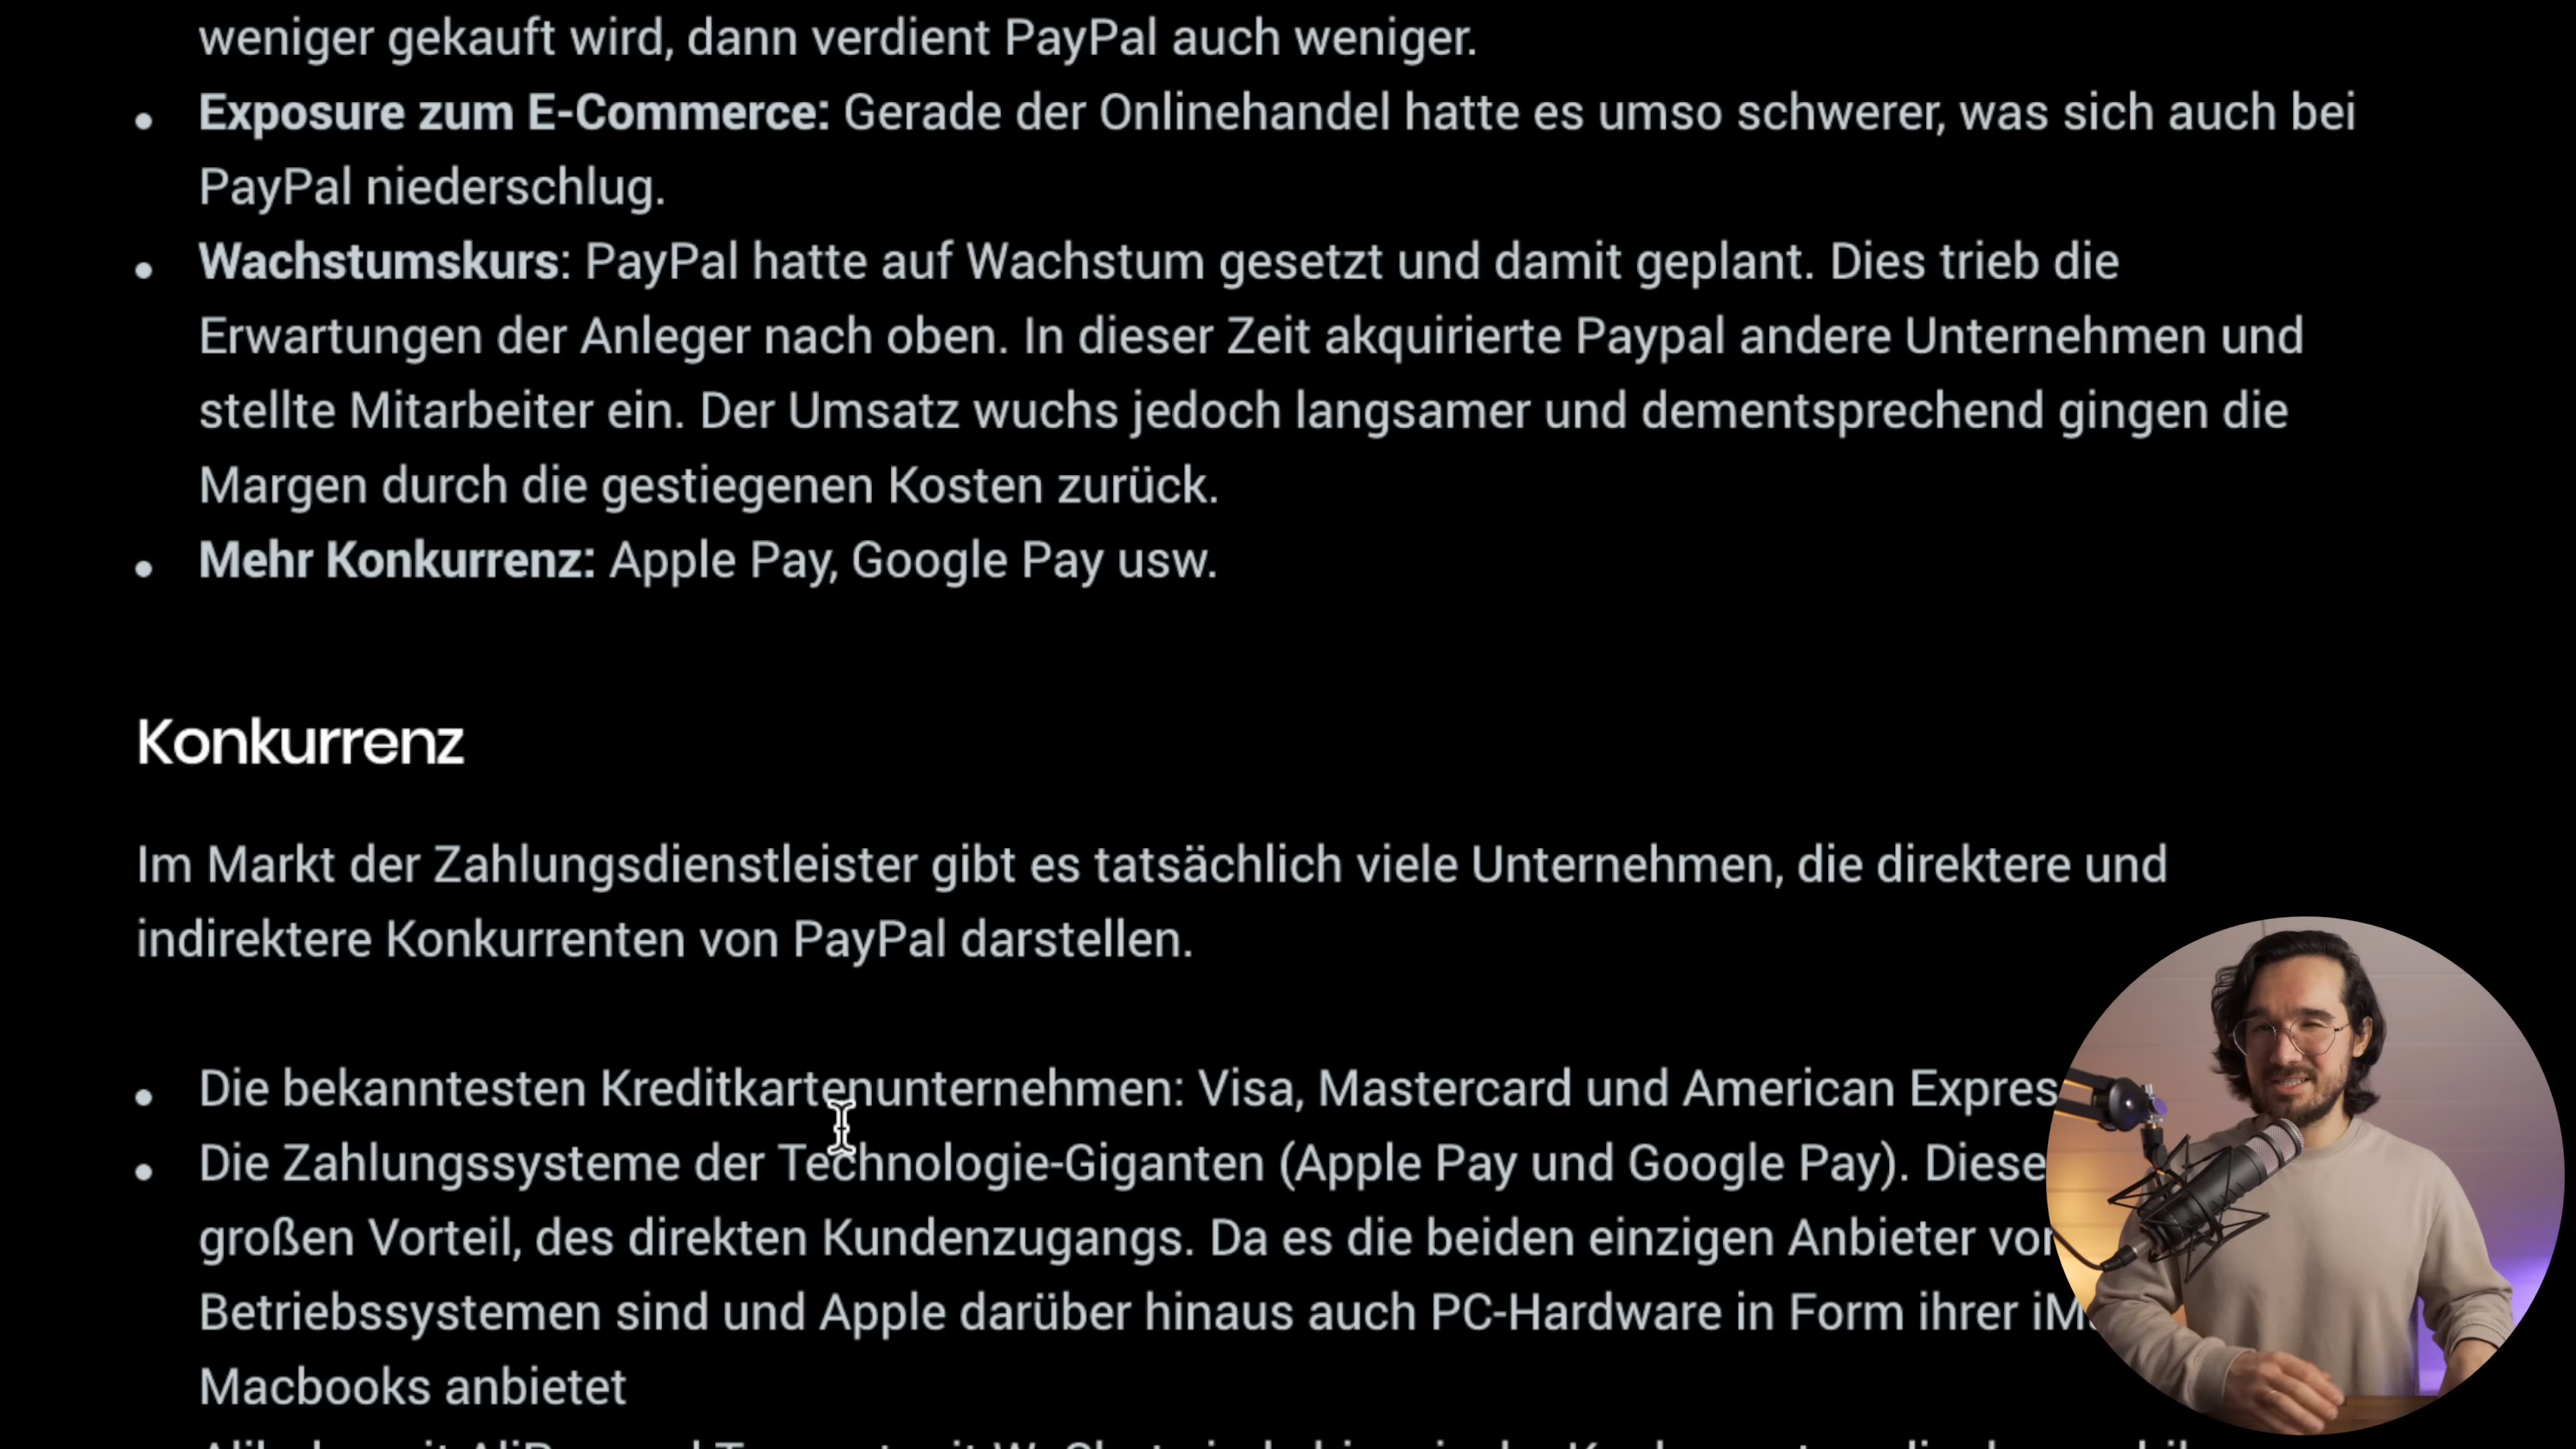 weniger gekauft wird, dann verdient PayPal auch weniger.
• Exposure zum E-Commerce: Gerade der Onlinehandel hatte es umso schwerer, was sich auch bei
PayPal niederschlug.
• Wachstumskurs: PayPal hatte auf Wachstum gesetzt und damit geplant. Dies trieb die
Erwartungen der Anleger nach oben. In dieser Zeit akquirierte Paypal andere Unternehmen und
stellte Mitarbeiter ein. Der Umsatz wuchs jedoch langsamer und dementsprechend gingen die
Margen durch die gestiegenen Kosten zurück.
• Mehr Konkurrenz: Apple Pay, Google Pay usw.
Konkurrenz
Im Markt der Zahlungsdienstleister gibt es tatsächlich viele Unternehmen, die direktere und
indirektere Konkurrenten von PayPal darstellen.
• Die bekanntesten Kreditkartenunternehmen: Visa, Mastercard und American Expres
• Die Zahlungssysteme der Technologie-Giganten (Apple Pay und Google Pay). Diese
großen Vorteil, des direkten Kundenzugangs. Da es die beiden einzigen Anbieter von
Betriebssystemen sind und Apple darüber hinaus auch PC-Hardware in Form ihrer iMa
Macbooks anbietet